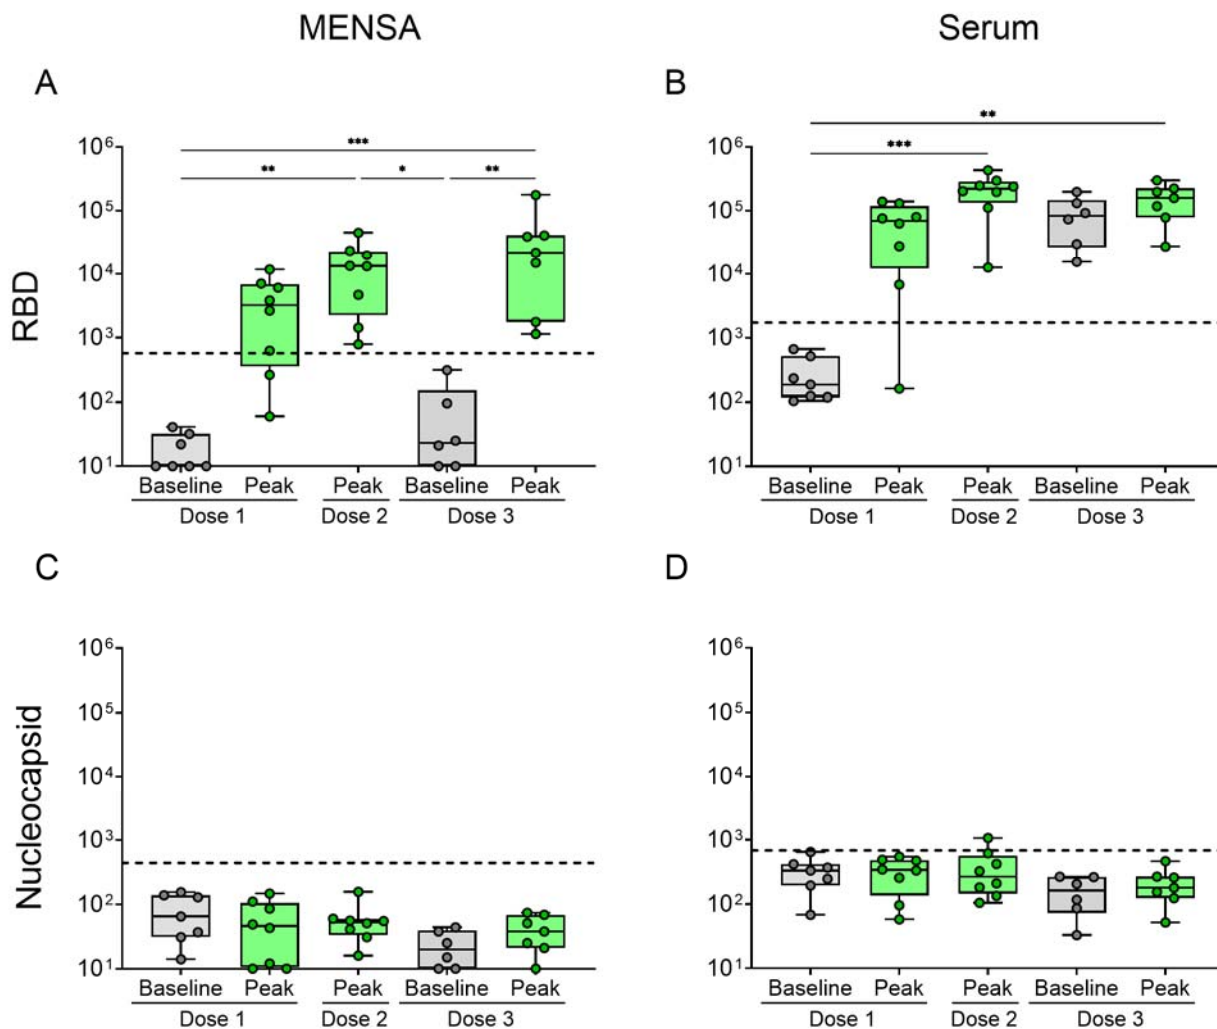 MENSA Serum
A B
RBD
*** 
** * **
10⁶
10⁵
10⁴
10³
10²
10¹
Baseline Peak Peak Baseline Peak
Dose 1 Dose 2 Dose 3
**
***
10⁶
10⁵
10⁴
10³
10²
10¹
Baseline Peak Peak Baseline Peak
Dose 1 Dose 2 Dose 3
C D
Nucleocapsid
10⁶
10⁵
10⁴
10³
10²
10¹
Baseline Peak Peak Baseline Peak
Dose 1 Dose 2 Dose 3
10⁶
10⁵
10⁴
10³
10²
10¹
Baseline Peak Peak Baseline Peak
Dose 1 Dose 2 Dose 3